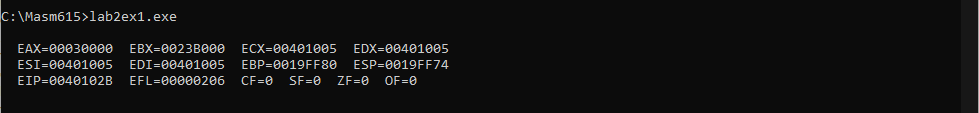 C:\Masm615>lab2ex1.exe
EAX=00030000 EBX=0023B000 ECX=00401005 EDX=00401005
ESI=00401005 EDI=00401005 EBP=0019FF80 ESP=0019FF74
EIP=0040102B EFL=00000206 CF=0 SF=0 ZF=0 OF=0